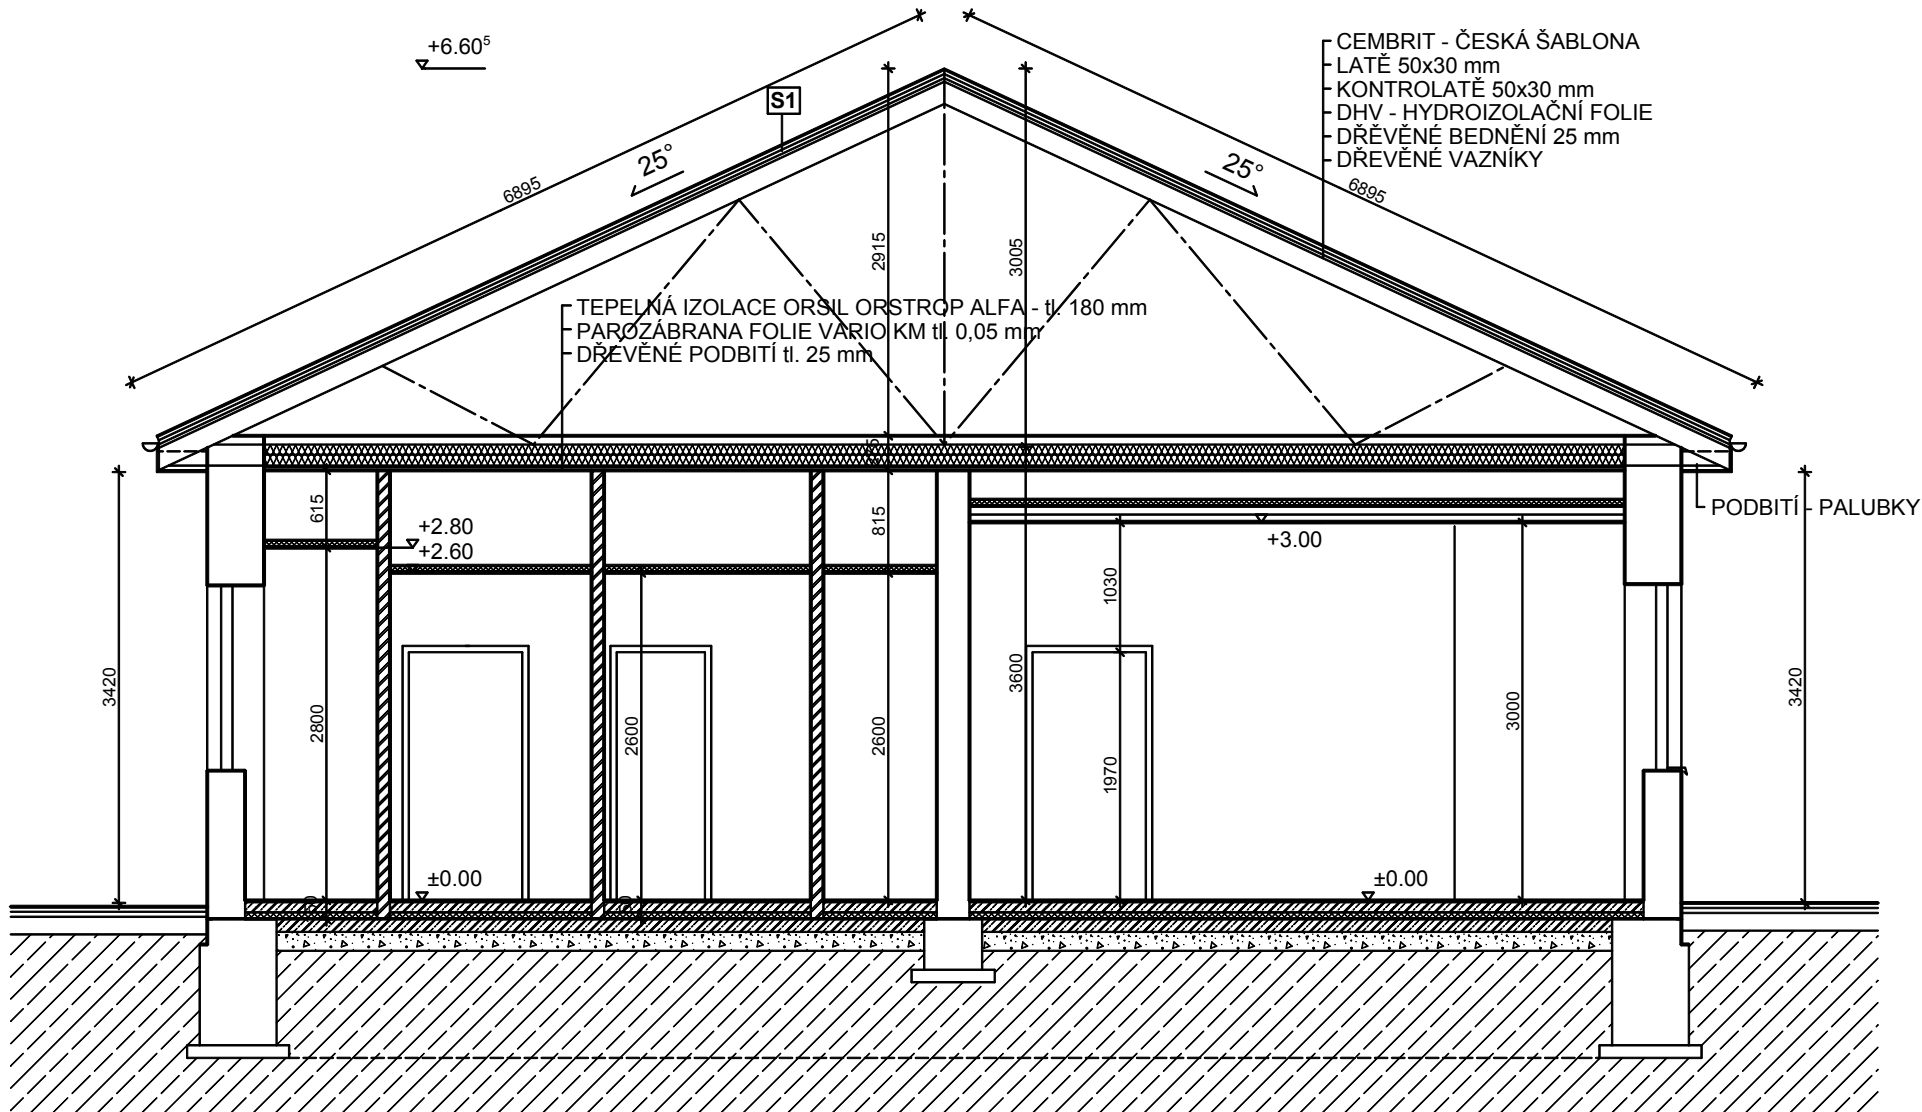 +6.60⁵
CEMBRIT - ČESKÁ ŠABLONA
LATĚ 50x30 mm
KONTROLATĚ 50x30 mm
DHV - HYDROIZOLAČNÍ FOLIE
DŘĚVĚNÉ BEDNĚNÍ 25 mm
DŘEVĚNÉ VAZNÍKY
S1
25°
25°
6895
6895
2915
3005
TEPELNÁ IZOLACE ORSIL ORSTROP ALFA - tl. 180 mm
PAROZÁBRANA FOLIE VARIO KM tl. 0,05 mm
DŘEVĚNÉ PODBITÍ tl. 25 mm
PODBITÍ - PALUBKY
615
815
+2.80
+2.60
+3.00
1030
3420
2800
2600
2600
3600
1970
3000
3420
±0.00
±0.00